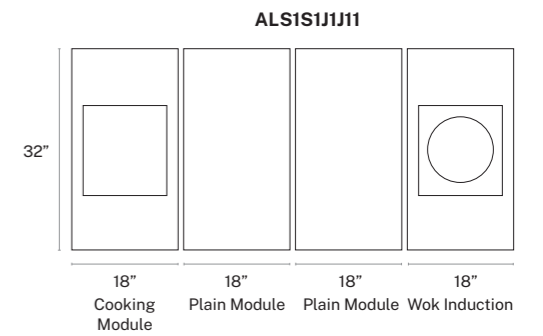 ALS1S1J1J11
32”
18” 18” 18” 18”
Cooking Plain Module Plain Module Wok Induction
Module